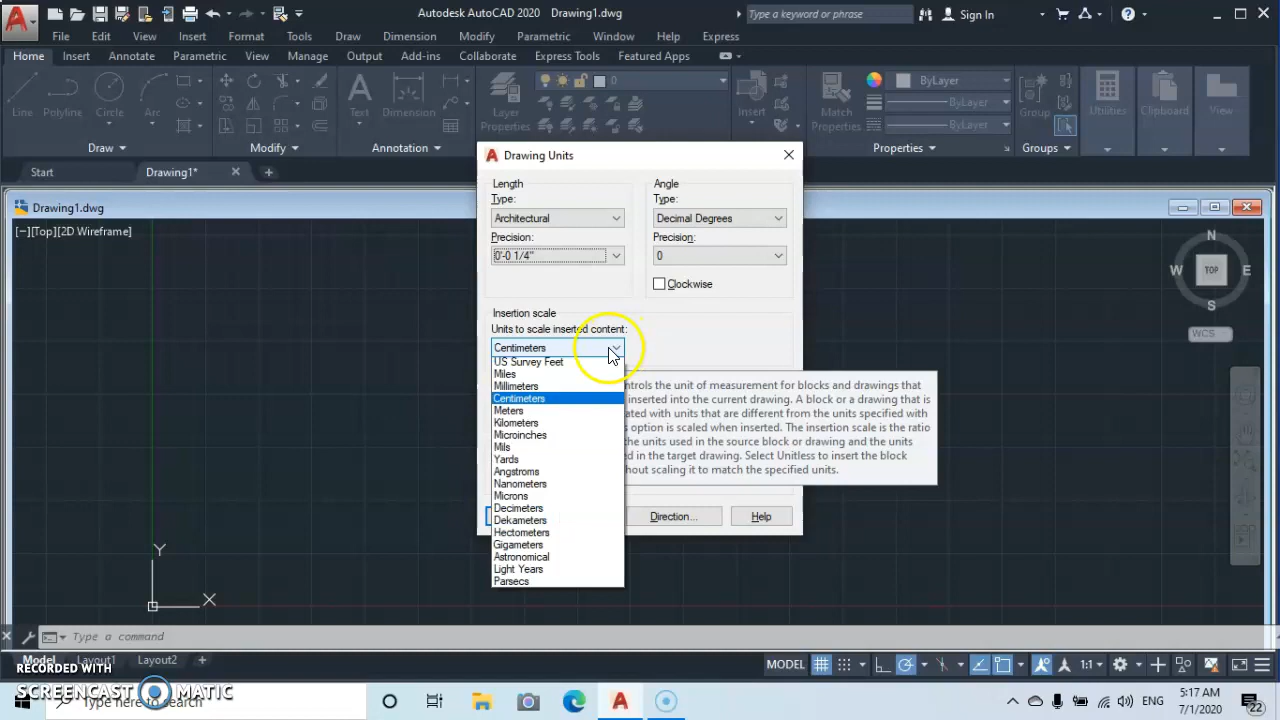 Autodesk AutoCAD 2020 Drawing1.dwg
Type a keyword or phrase
Sign In
File Edit View Insert Format Tools Draw Dimension Modify Parametric Window Help Express
Home Insert Annotate Parametric View Manage Output Add-ins Collaborate Express Tools Featured Apps
0
ByLayer
ByLayer
ByLayer
Line Polyline Circle Arc Text Dimension
Layer Properties
Insert
Match Properties
Group
Utilities
Clipboard
View
Draw Modify Annotation Properties Groups
Start Drawing1*
Drawing Units
Drawing1.dwg
[−][Top][2D Wireframe]
Length
Type:
Architectural
Precision:
0'-0 1/4"
Angle
Type:
Decimal Degrees
Precision:
0
Clockwise
Insertion scale
Units to scale inserted content:
Centimeters
US Survey Feet
Miles
Millimeters
Centimeters
Meters
Kilometers
Microinches
Mils
Yards
Angstroms
Nanometers
Microns
Decimeters
Dekameters
Hectometers
Gigameters
Astronomical
Light Years
Parsecs
ntrols the unit of measurement for blocks and drawings that
inserted into the current drawing. A block or a drawing that is
ated with units that are different from the units specified with
s option is scaled when inserted. The insertion scale is the ratio
the units used in the source block or drawing and the units
ed in the target drawing. Select Unitless to insert the block
hout scaling it to match the specified units.
Direction... Help
N
W TOP E
S
WCS
Y
X
Type a command
Model Layout1 Layout2
MODEL 1:1
RECORDED WITH
SCREENCAST MATIC
Type here to search
ENG
5:17 AM
7/1/2020
22